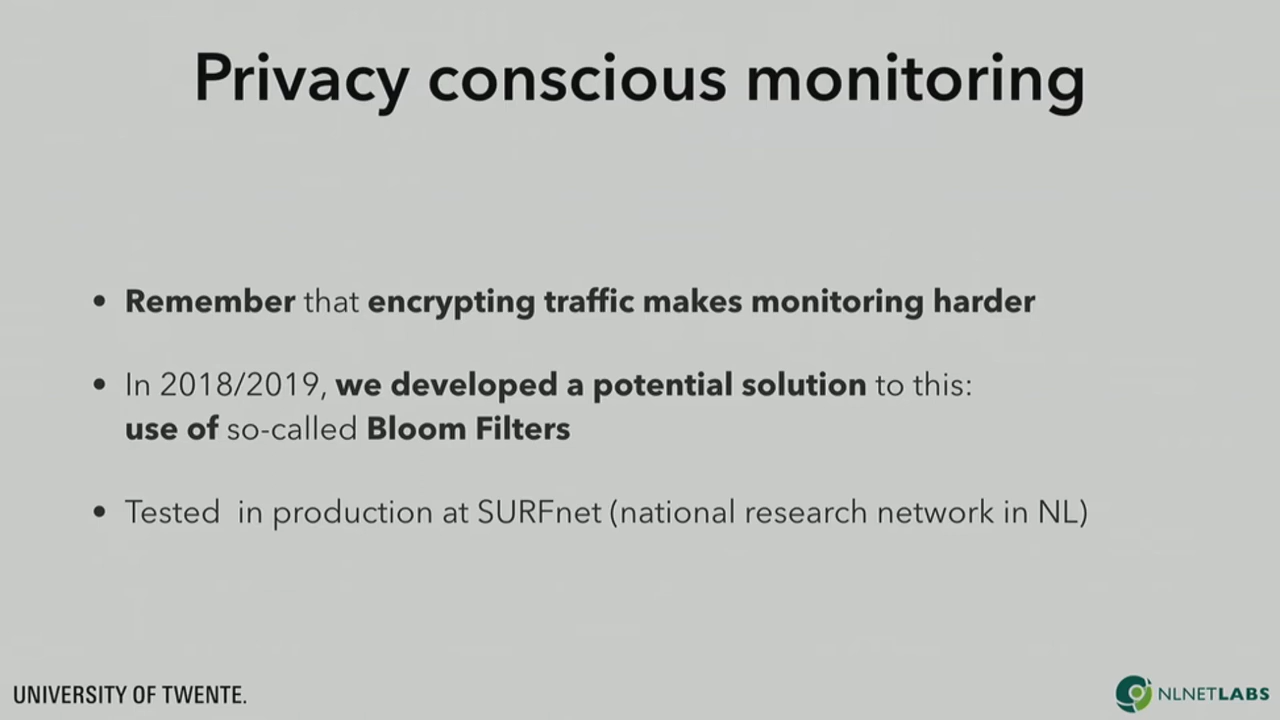 Privacy conscious monitoring
• Remember that encrypting traffic makes monitoring harder
• In 2018/2019, we developed a potential solution to this:
use of so-called Bloom Filters
• Tested in production at SURFnet (national research network in NL)
UNIVERSITY OF TWENTE.
NLNETLABS